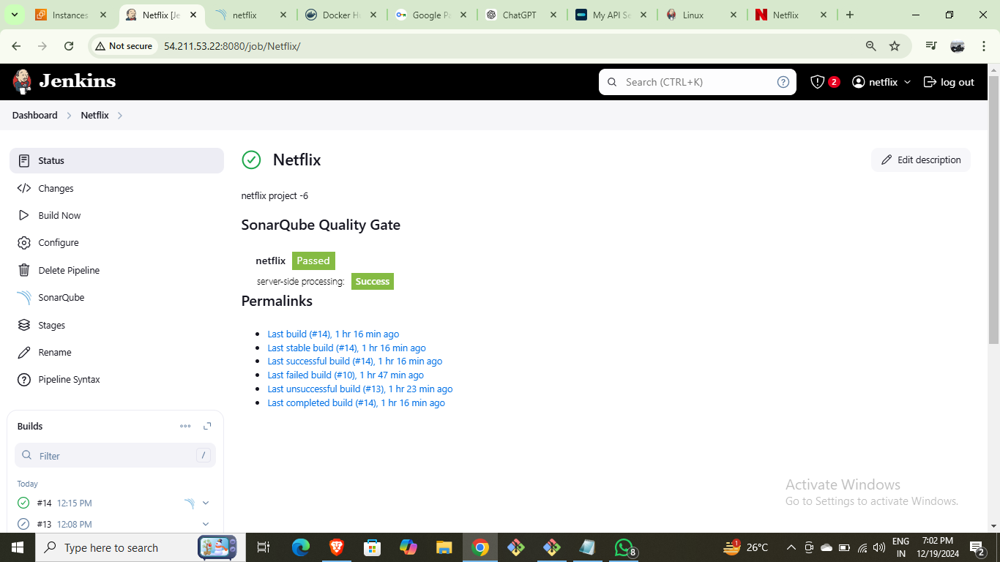 Instances
Netflix [Je
netflix
Docker Hu
Google Pa
ChatGPT
My API Se
Linux
Netflix
Not secure
54.211.53.22:8080/job/Netflix/
Jenkins
Search (CTRL+K)
?
2
netflix
log out
Dashboard
Netflix
Status
Changes
Build Now
Configure
Delete Pipeline
SonarQube
Stages
Rename
Pipeline Syntax
Netflix
Edit description
netflix project -6
SonarQube Quality Gate
netflix Passed
server-side processing: Success
Permalinks
Last build (#14), 1 hr 16 min ago
Last stable build (#14), 1 hr 16 min ago
Last successful build (#14), 1 hr 16 min ago
Last failed build (#10), 1 hr 47 min ago
Last unsuccessful build (#13), 1 hr 23 min ago
Last completed build (#14), 1 hr 16 min ago
Builds
Filter
/
Today
#14 12:15 PM
#13 12:08 PM
Activate Windows
Go to Settings to activate Windows.
Type here to search
8
1
26°C
ENG
IN
7:02 PM
12/19/2024
2